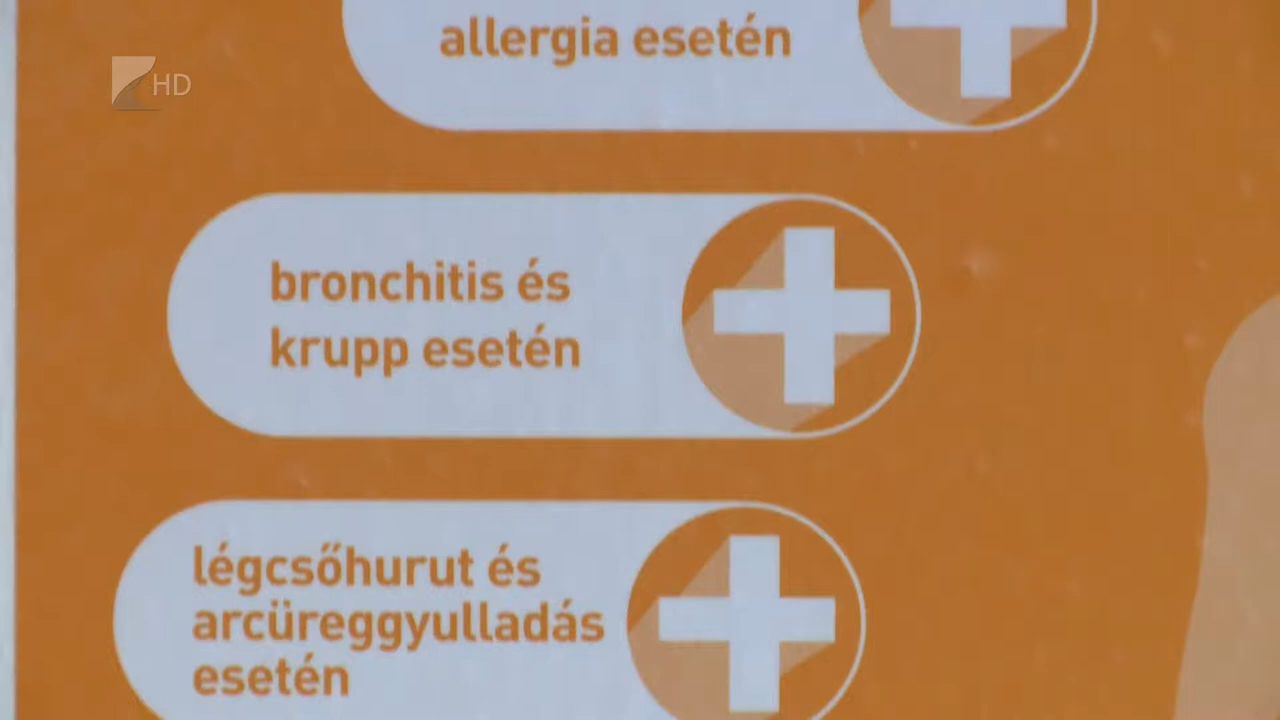 allergia esetén
HD
bronchitis és
krupp esetén
légcsőhurut és
arcüreggyulladás
esetén